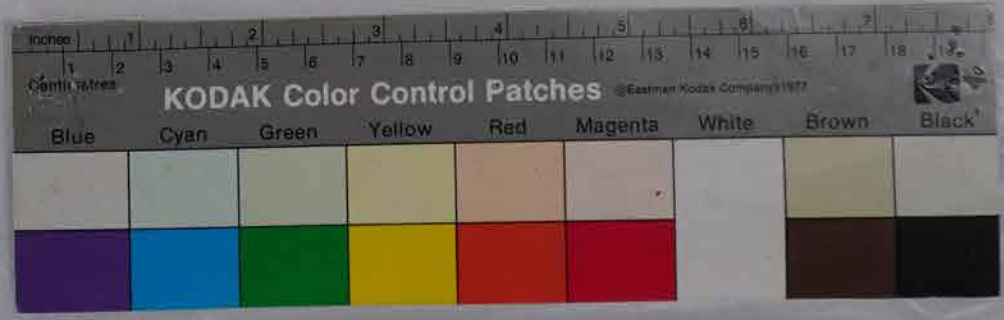 Inches 1 2 3 4 5 6 7 8
1 2 3 4 5 6 7 8 9 10 11 12 13 14 15 16 17 18 19
Centimetres
KODAK Color Control Patches ©Eastman Kodak Company, 1977
Blue Cyan Green Yellow Red Magenta White Brown Black